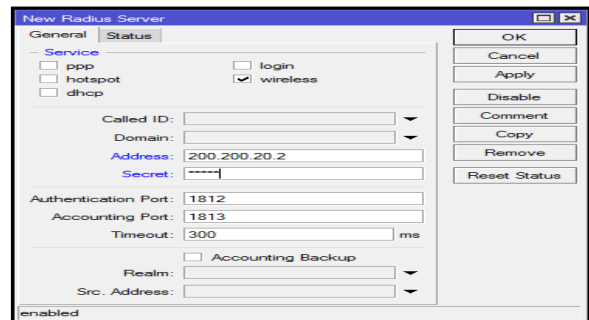 New Radius Server
General Status
Service
ppp login
hotspot wireless
dhcp
Called ID:
Domain:
Address: 200.200.20.2
Secret: *****
Authentication Port: 1812
Accounting Port: 1813
Timeout: 300 ms
Accounting Backup
Realm:
Src. Address:
enabled
OK
Cancel
Apply
Disable
Comment
Copy
Remove
Reset Status